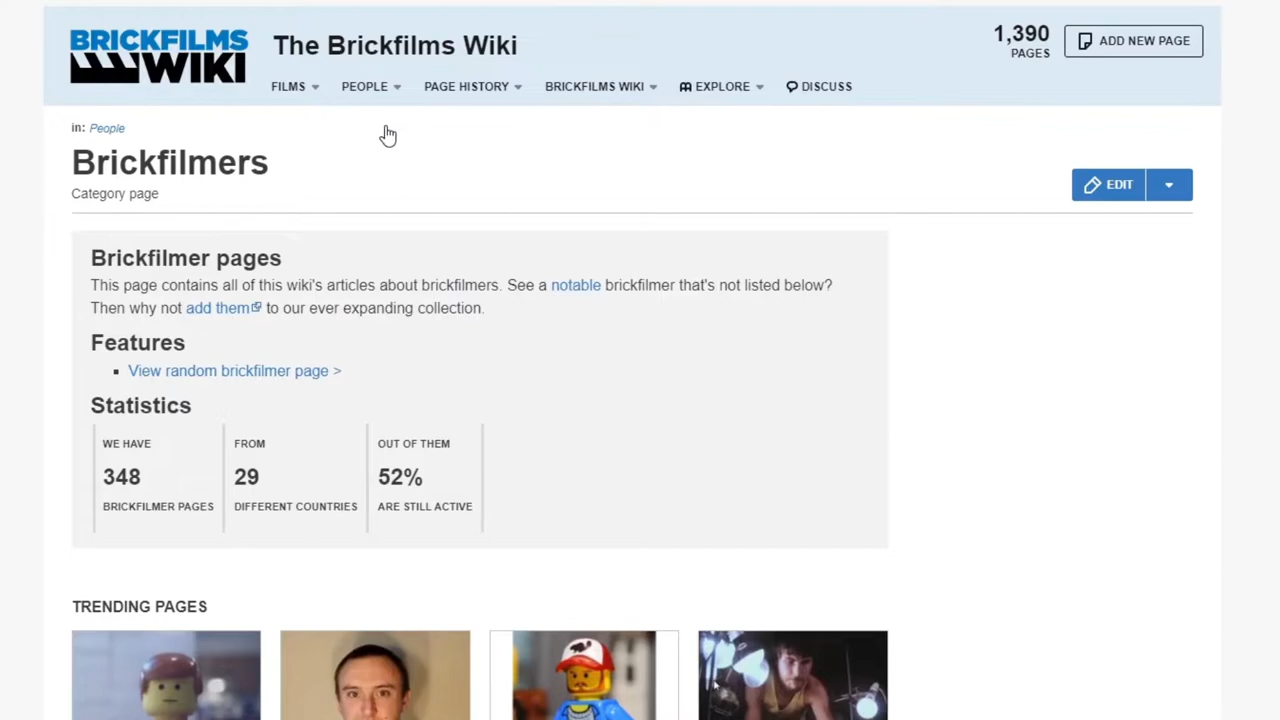 BRICKFILMS
WIKI
The Brickfilms Wiki
1,390
PAGES
ADD NEW PAGE
FILMS
PEOPLE
PAGE HISTORY
BRICKFILMS WIKI
EXPLORE
DISCUSS
in: People
Brickfilmers
Category page
EDIT
Brickfilmer pages
This page contains all of this wiki's articles about brickfilmers. See a notable brickfilmer that's not listed below?
Then why not add them to our ever expanding collection.
Features
View random brickfilmer page >
Statistics
WE HAVE
348
BRICKFILMER PAGES
FROM
29
DIFFERENT COUNTRIES
OUT OF THEM
52%
ARE STILL ACTIVE
TRENDING PAGES